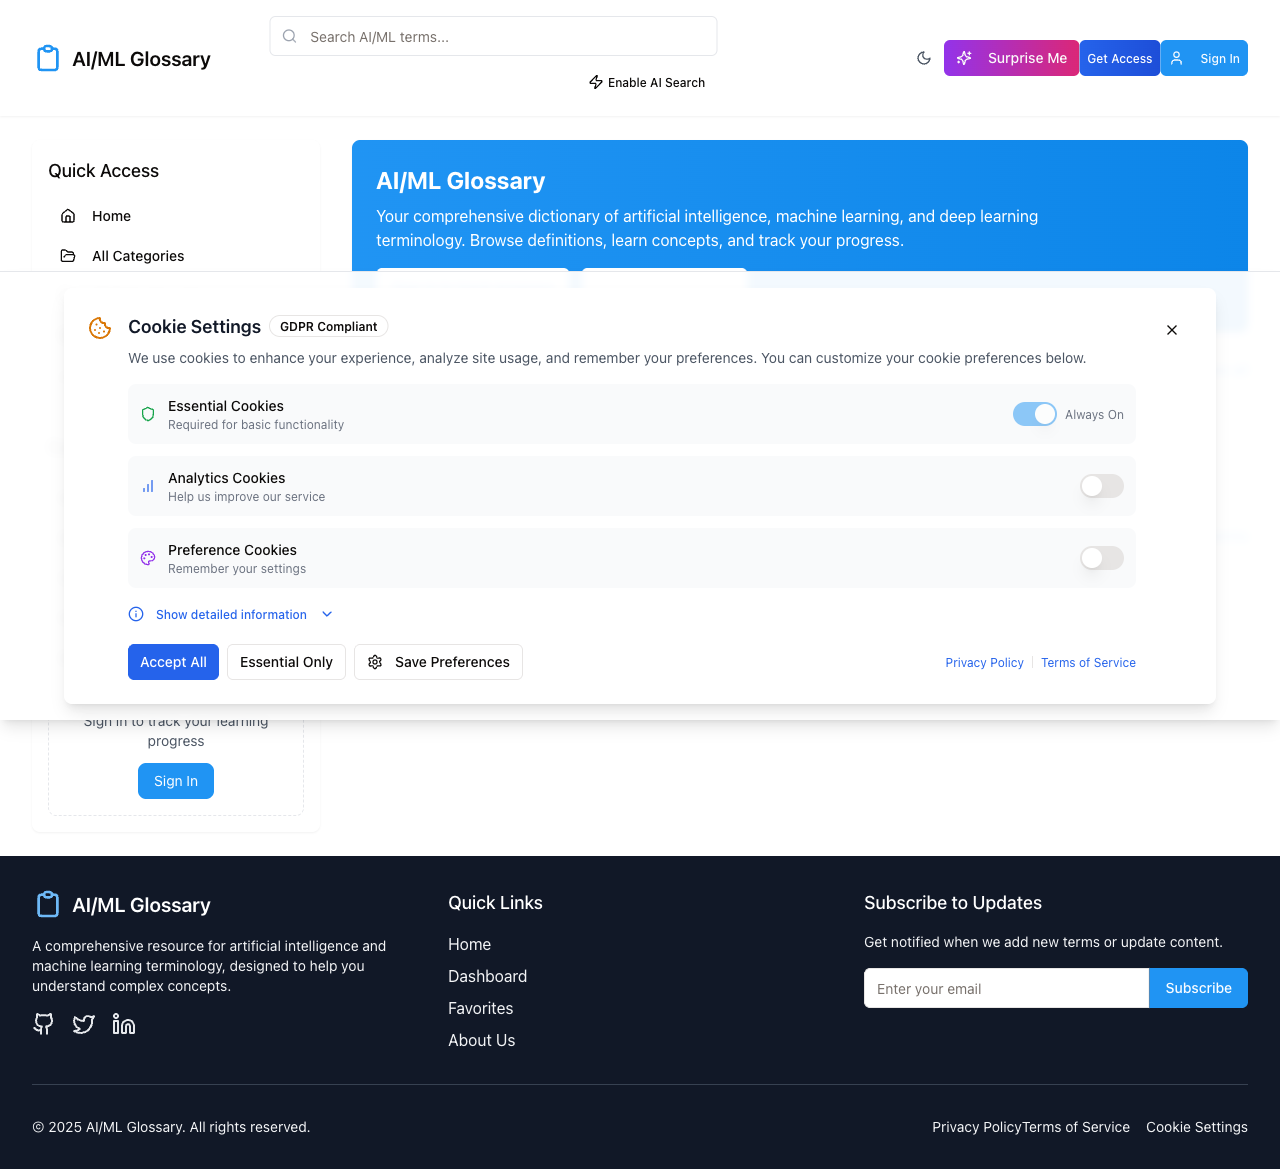 AI/ML Glossary
Search AI/ML terms...
Enable AI Search
Surprise Me
Get Access
Sign In
Quick Access
Home
All Categories
AI/ML Glossary
Your comprehensive dictionary of artificial intelligence, machine learning, and deep learning
terminology. Browse definitions, learn concepts, and track your progress.
Cookie Settings
GDPR Compliant
We use cookies to enhance your experience, analyze site usage, and remember your preferences. You can customize your cookie preferences below.
Essential Cookies
Required for basic functionality
Always On
Analytics Cookies
Help us improve our service
Preference Cookies
Remember your settings
Show detailed information
Accept All
Essential Only
Save Preferences
Privacy Policy
Terms of Service
Sign in to track your learning
progress
Sign In
AI/ML Glossary
A comprehensive resource for artificial intelligence and
machine learning terminology, designed to help you
understand complex concepts.
Quick Links
Home
Dashboard
Favorites
About Us
Subscribe to Updates
Get notified when we add new terms or update content.
Enter your email
Subscribe
© 2025 AI/ML Glossary. All rights reserved.
Privacy Policy
Terms of Service
Cookie Settings